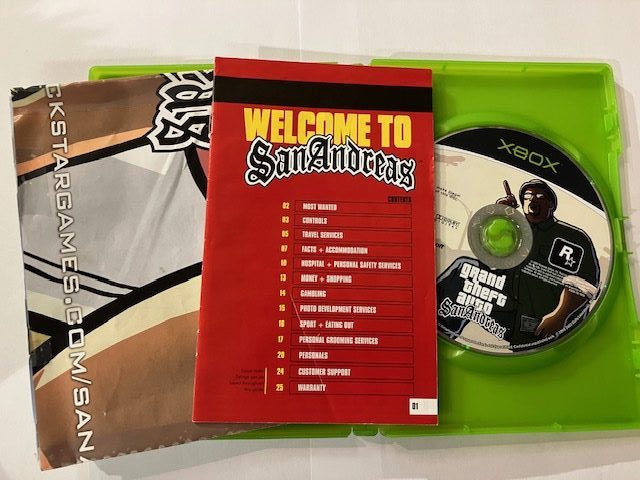 CKSTARGAMES.COM/SAN
WELCOME TO
San Andreas
CONTENTS
02 MOST WANTED
03 CONTROLS
05 TRAVEL SERVICES
07 FACTS + ACCOMMODATION
10 HOSPITAL + PERSONAL SAFETY SERVICES
13 MONEY + SHOPPING
14 GAMBLING
15 PHOTO DEVELOPMENT SERVICES
16 SPORT + EATING OUT
17 PERSONAL GROOMING SERVICES
20 PERSONALS
24 CUSTOMER SUPPORT
25 WARRANTY
01
XBOX
R
grand
theft
auto
San Andreas